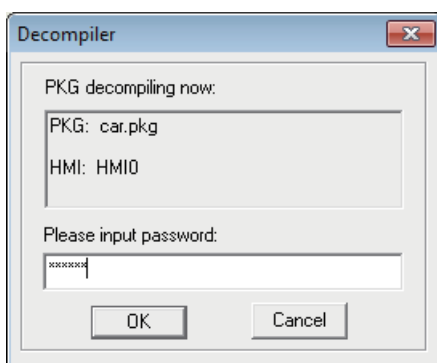 Decompiler
PKG decompiling now:
PKG: car.pkg
HMI: HMI0
Please input password:
******
OK
Cancel